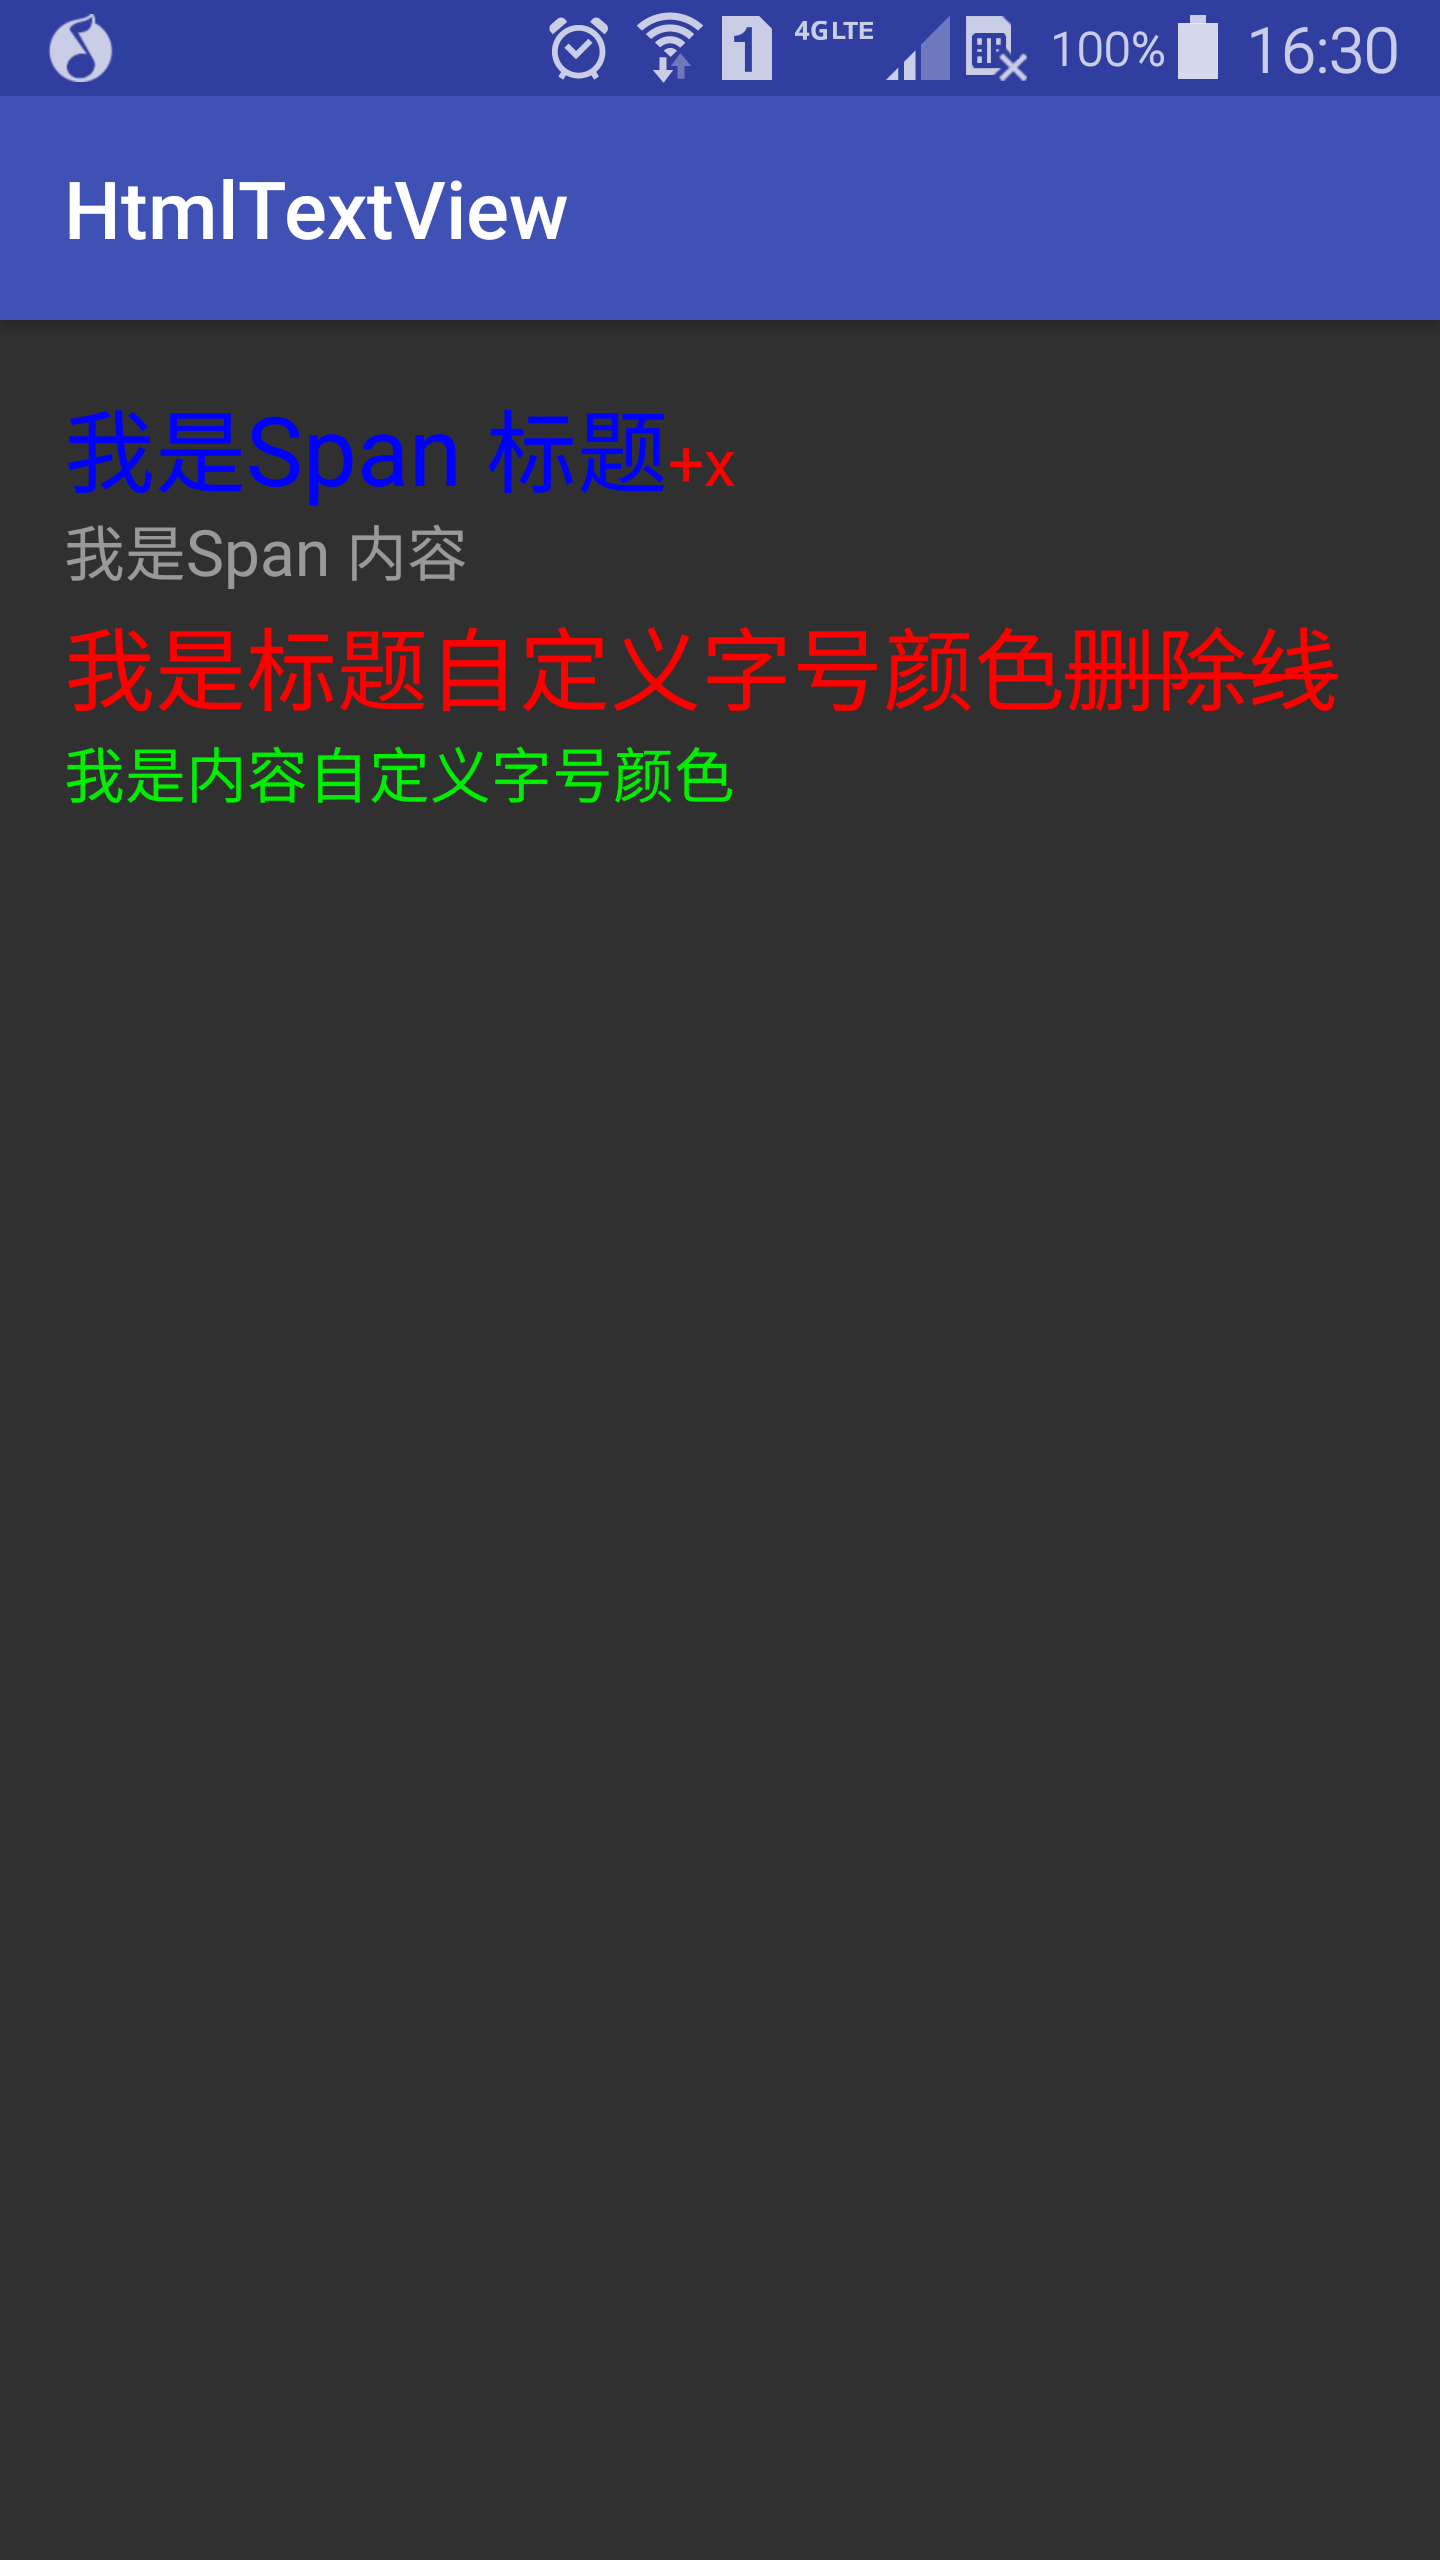 1 4G LTE 100% 16:30
HtmlTextView
我是Span 标题+x
我是Span 内容
我是标题自定义字号颜色删除线
我是内容自定义字号颜色